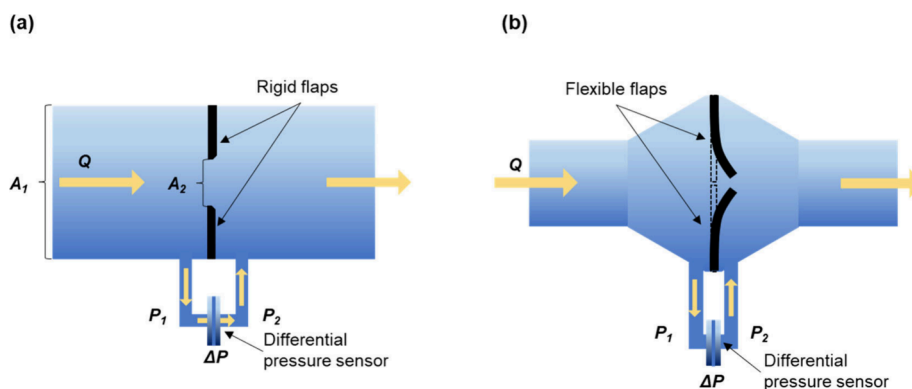 (a)
Rigid flaps
Q
A1
A2
P1
P2
Differential
pressure sensor
ΔP
(b)
Flexible flaps
Q
P1
P2
Differential
pressure sensor
ΔP